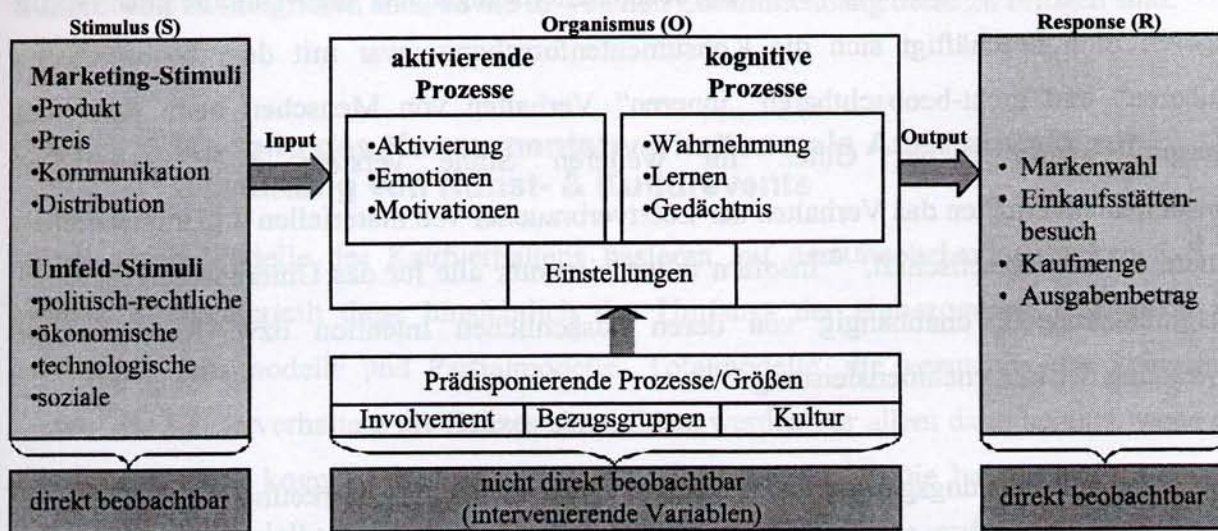 Stimulus (S)
Organismus (O)
Response (R)
Marketing-Stimuli
•Produkt
•Preis
•Kommunikation
•Distribution
Umfeld-Stimuli
•politisch-rechtliche
•ökonomische
•technologische
•soziale
Input
aktivierende
Prozesse
•Aktivierung
•Emotionen
•Motivationen
kognitive
Prozesse
•Wahrnehmung
•Lernen
•Gedächtnis
Einstellungen
Prädisponierende Prozesse/Größen
Involvement
Bezugsgruppen
Kultur
Output
• Markenwahl
• Einkaufsstätten-
besuch
• Kaufmenge
• Ausgabenbetrag
direkt beobachtbar
nicht direkt beobachtbar
(intervenierende Variablen)
direkt beobachtbar